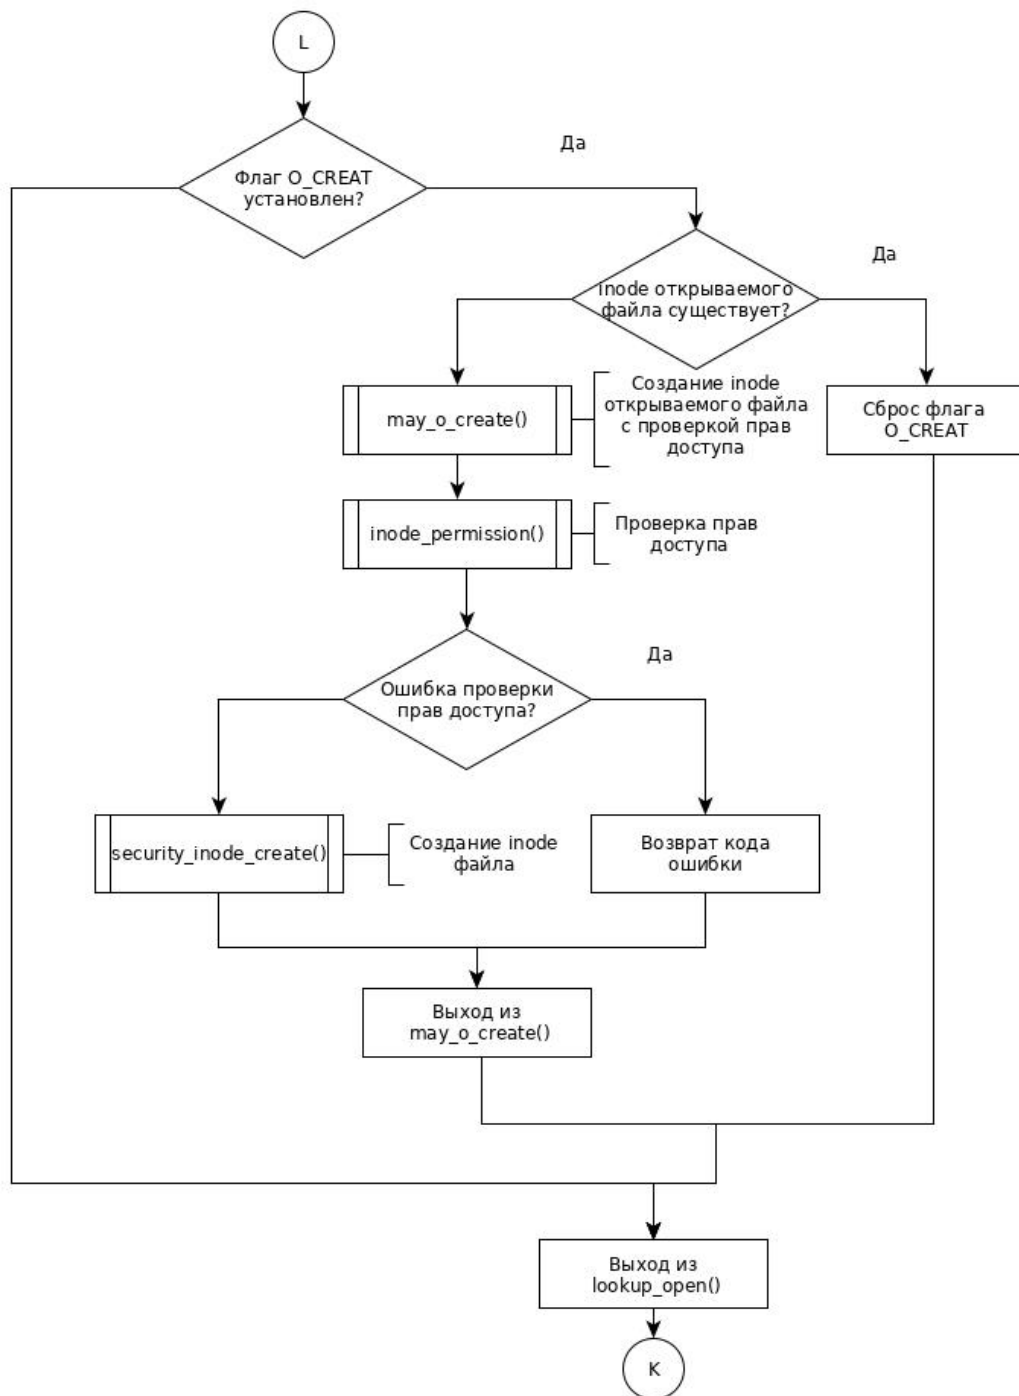 L
Да
Флаг O_CREAT
установлен?
Да
inode открываемого
файла существует?
may_o_create()
Создание inode
открываемого файла
с проверкой прав
доступа
Сброс флага
O_CREAT
inode_permission()
Проверка прав
доступа
Да
Ошибка проверки
прав доступа?
security_inode_create()
Создание inode
файла
Возврат кода
ошибки
Выход из
may_o_create()
Выход из
lookup_open()
K